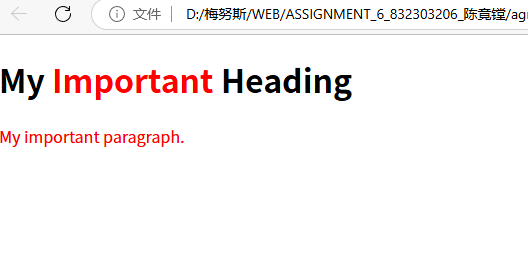 文件 D:/梅努斯/WEB/ASSIGNMENT_6_832303206_陈竟镗/agr
My Important Heading
My important paragraph.